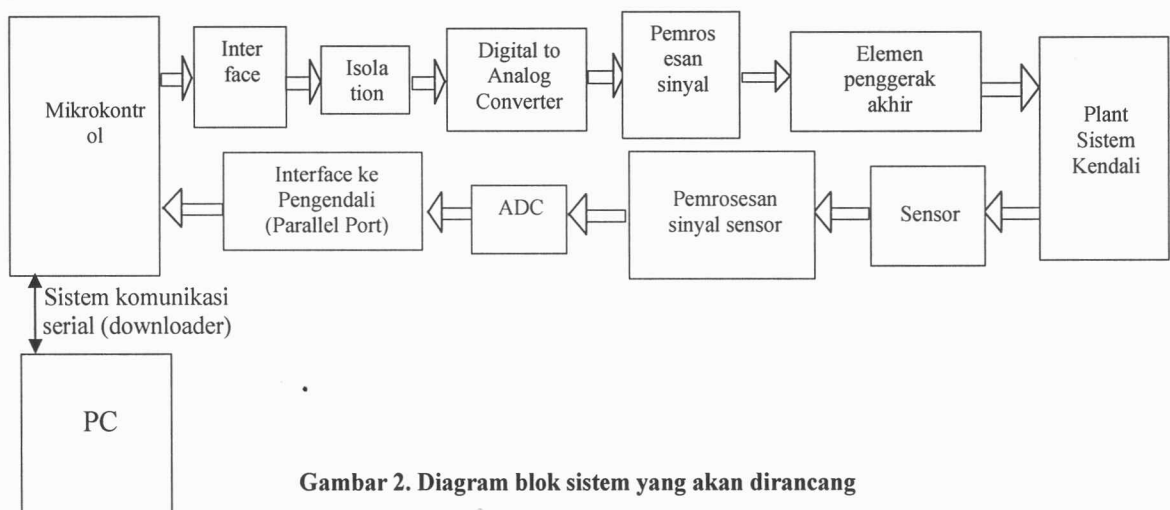 Mikrokontr
ol
Inter
face
Isola
tion
Digital to
Analog
Converter
Pemros
esan
sinyal
Elemen
penggerak
akhir
Plant
Sistem
Kendali
Interface ke
Pengendali
(Parallel Port)
ADC
Pemrosesan
sinyal sensor
Sensor
Sistem komunikasi
serial (downloader)
PC
Gambar 2. Diagram blok sistem yang akan dirancang